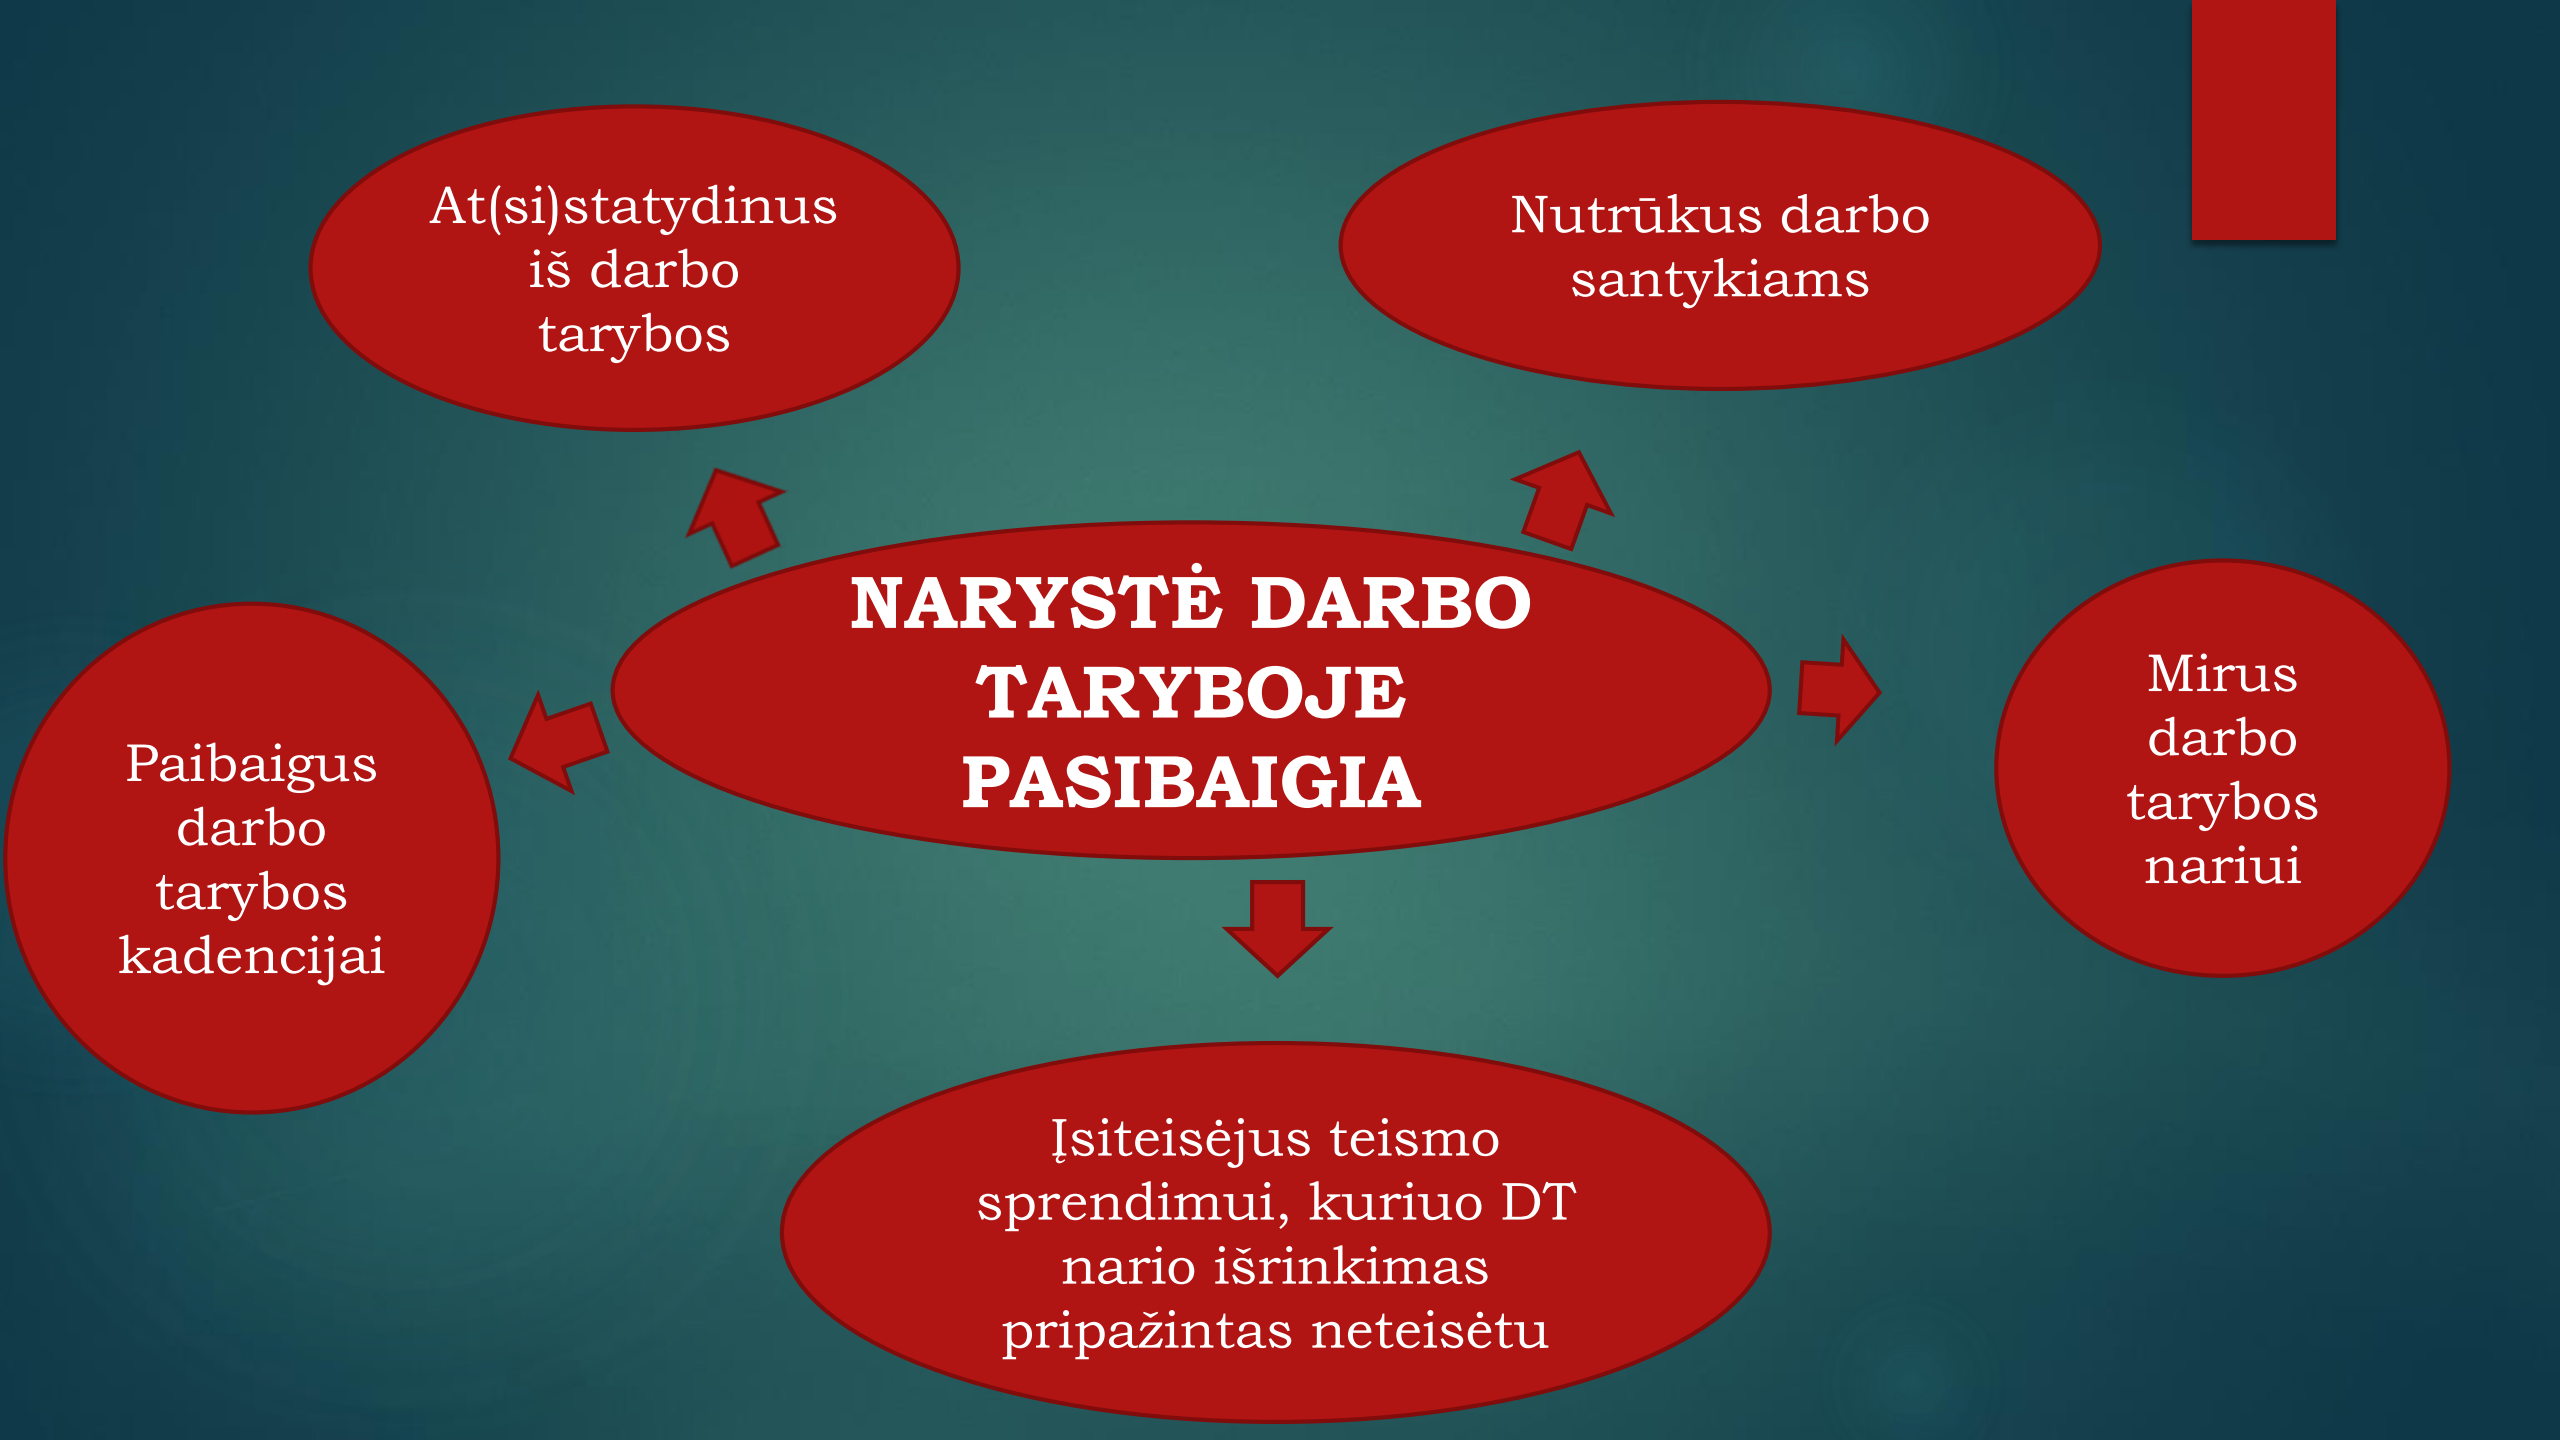 At(si)statydinus
iš darbo
tarybos
Nutrūkus darbo
santykiams
NARYSTĖ DARBO
TARYBOJE
PASIBAIGIA
Mirus
darbo
tarybos
nariui
Paibaigus
darbo
tarybos
kadencijai
Įsiteisėjus teismo
sprendimui, kuriuo DT
nario išrinkimas
pripažintas neteisėtu